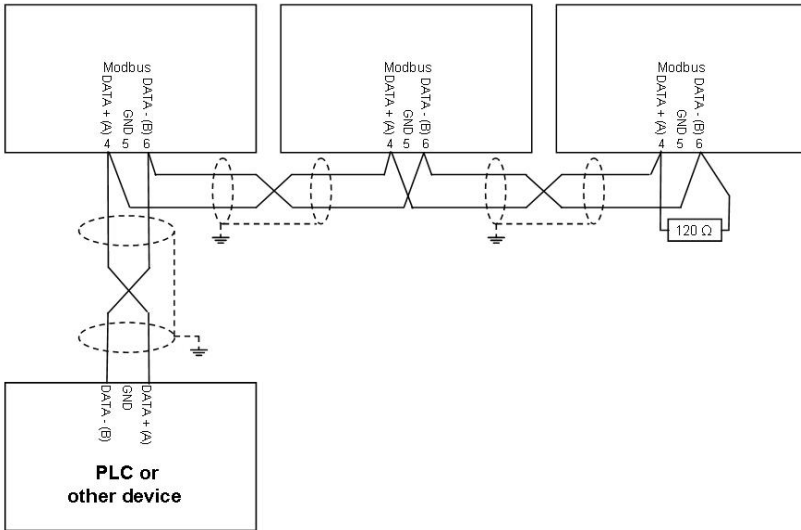 Modbus
DATA + (A)
GND
DATA - (B)
4 5 6
Modbus
DATA + (A)
GND
DATA - (B)
4 5 6
Modbus
DATA + (A)
GND
DATA - (B)
4 5 6
120 Ω
DATA - (B)
GND
DATA + (A)
PLC or
other device